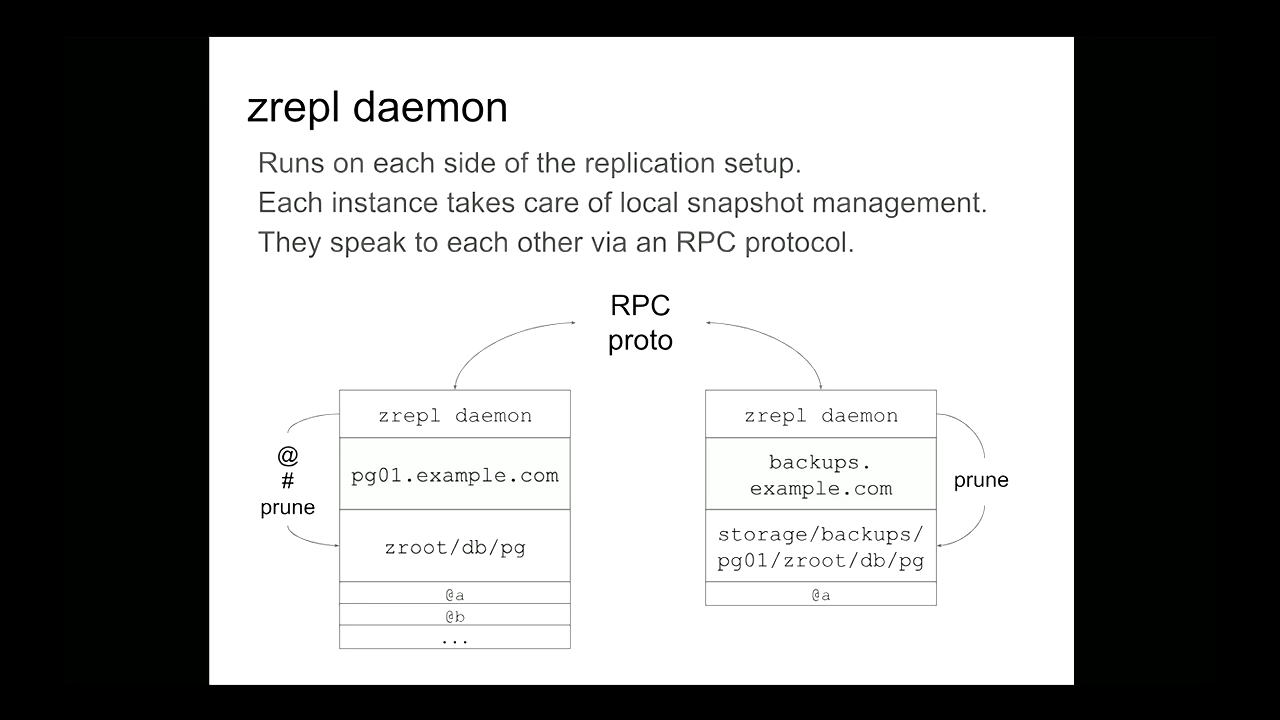 zrepl daemon
Runs on each side of the replication setup.
Each instance takes care of local snapshot management.
They speak to each other via an RPC protocol.
RPC
proto
zrepl daemon
@
#
prune
pg01.example.com
zroot/db/pg
@a
@b
...
zrepl daemon
backups.
example.com
prune
storage/backups/
pg01/zroot/db/pg
@a